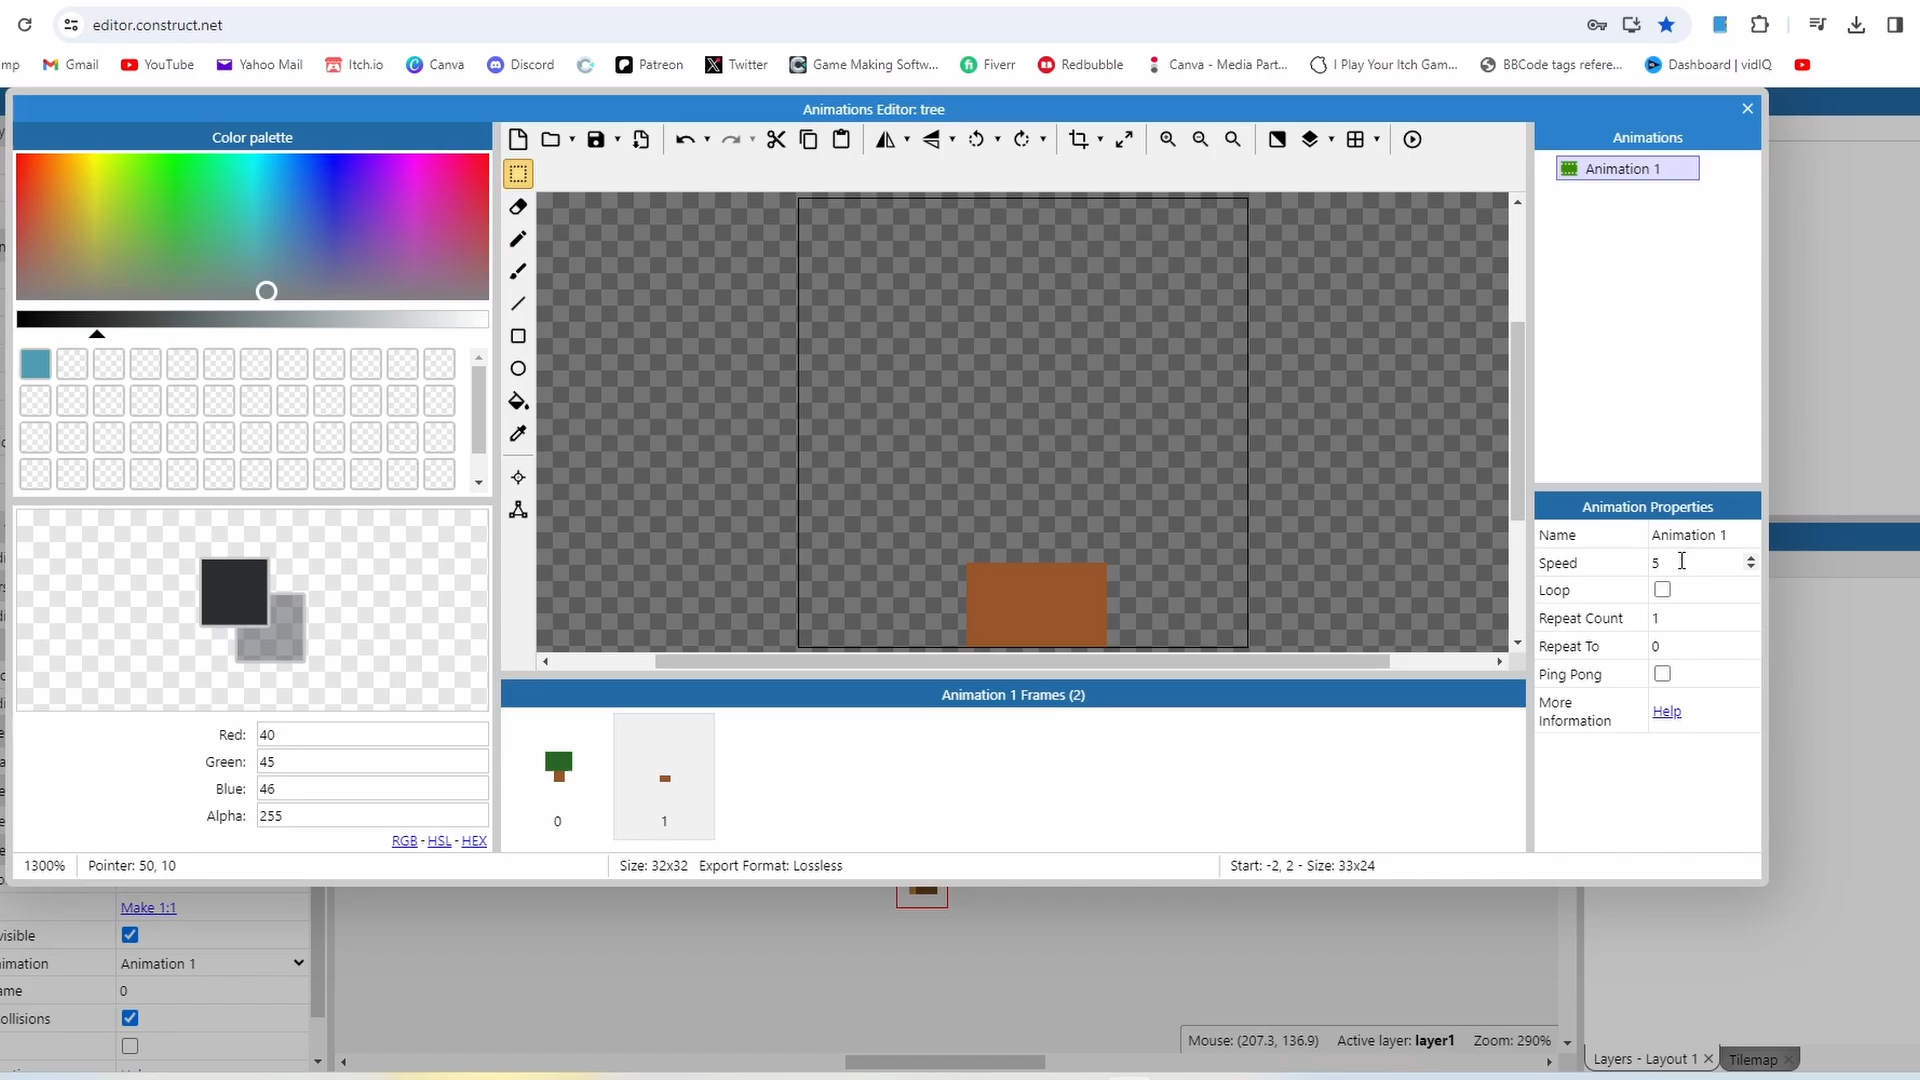 editor.construct.net
mp Gmail YouTube Yahoo Mail Itch.io Canva Discord Patreon Twitter Game Making Softw... Fiverr Redbubble Canva - Media Part... I Play Your Itch Gam... BBCode tags refere... Dashboard | vidIQ
Animations Editor: tree
Color palette
Animations
Animation 1
Animation Properties
Name Animation 1
Speed 5
Loop
Repeat Count 1
Repeat To 0
Ping Pong
More Information Help
Animation 1 Frames (2)
0 1
Red: 40
Green: 45
Blue: 46
Alpha: 255
RGB - HSL - HEX
1300% Pointer: 50, 10 Size: 32x32 Export Format: Lossless Start: -2, 2 - Size: 33x24
Make 1:1
visible
imation Animation 1
ame 0
ollisions
Mouse: (207.3, 136.9) Active layer: layer1 Zoom: 290%
Layers - Layout 1 Tilemap